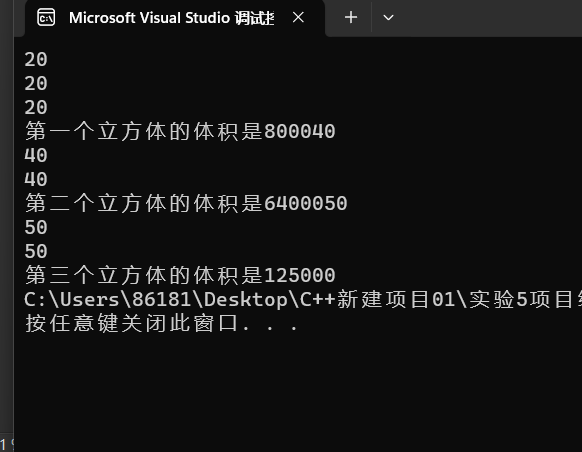 Microsoft Visual Studio 调试
20
20
20
第一个立方体的体积是800040
40
40
第二个立方体的体积是6400050
50
50
第三个立方体的体积是125000
C:\Users\86181\Desktop\C++新建项目01\实验5项目
按任意键关闭此窗口. . .
1